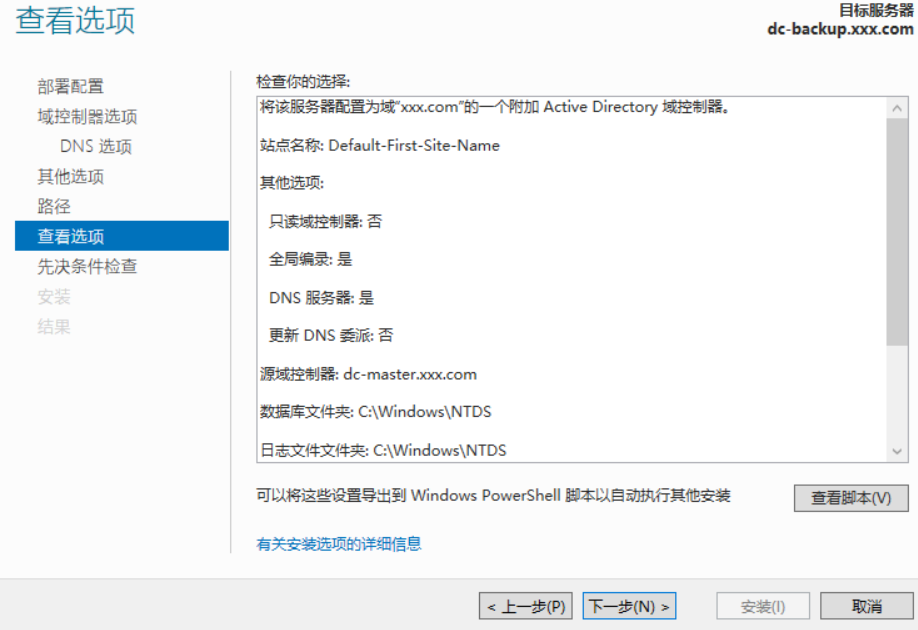 查看选项
目标服务器
dc-backup.xxx.com
部署配置
域控制器选项
DNS 选项
其他选项
路径
查看选项
先决条件检查
安装
结果
检查你的选择:
将该服务器配置为域“xxx.com”的一个附加 Active Directory 域控制器。
站点名称: Default-First-Site-Name
其他选项:
只读域控制器: 否
全局编录: 是
DNS 服务器: 是
更新 DNS 委派: 否
源域控制器: dc-master.xxx.com
数据库文件夹: C:\Windows\NTDS
日志文件文件夹: C:\Windows\NTDS
可以将这些设置导出到 Windows PowerShell 脚本以自动执行其他安装
查看脚本(V)
有关安装选项的详细信息
< 上一步(P)
下一步(N) >
安装(I)
取消